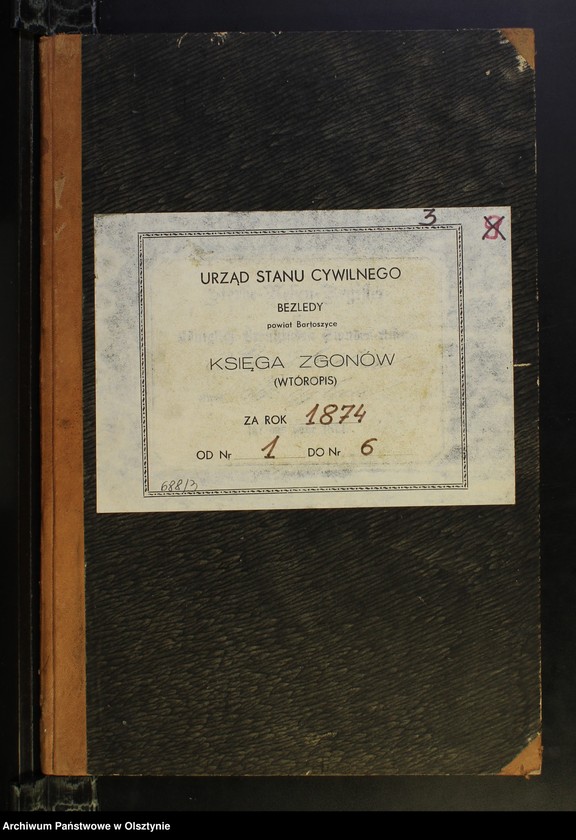 3
URZĄD STANU CYWILNEGO
BEZLEDY
powiat Bartoszyce
KSIĘGA ZGONÓW
(WTÓROPIS)
ZA ROK 1874
OD Nr 1 DO Nr 6
688/3
Archiwum Państwowe w Olsztynie